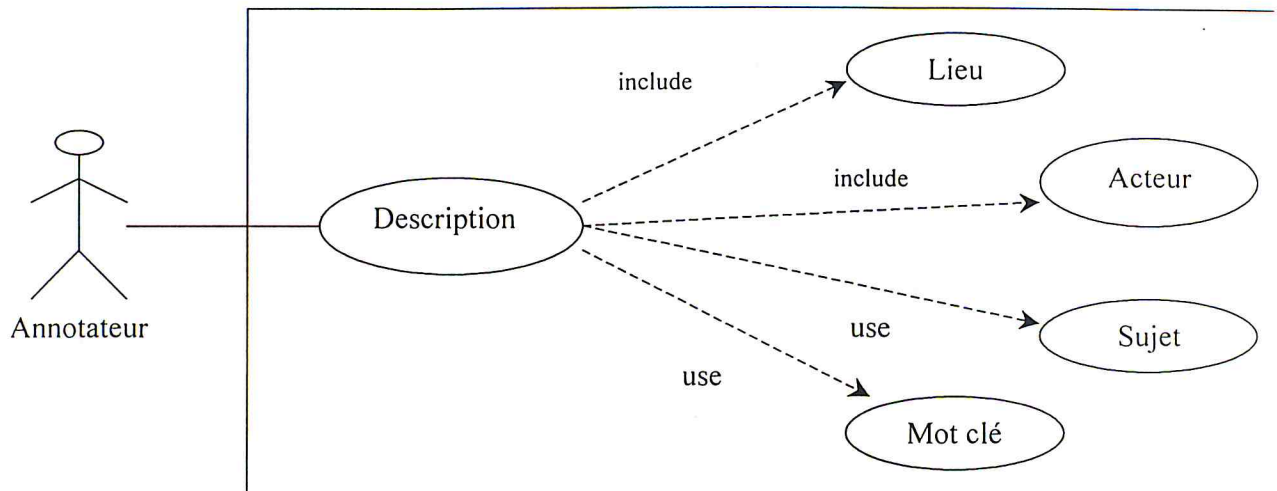 include
Lieu
include
Acteur
Description
Annotateur
use
Sujet
use
Mot clé